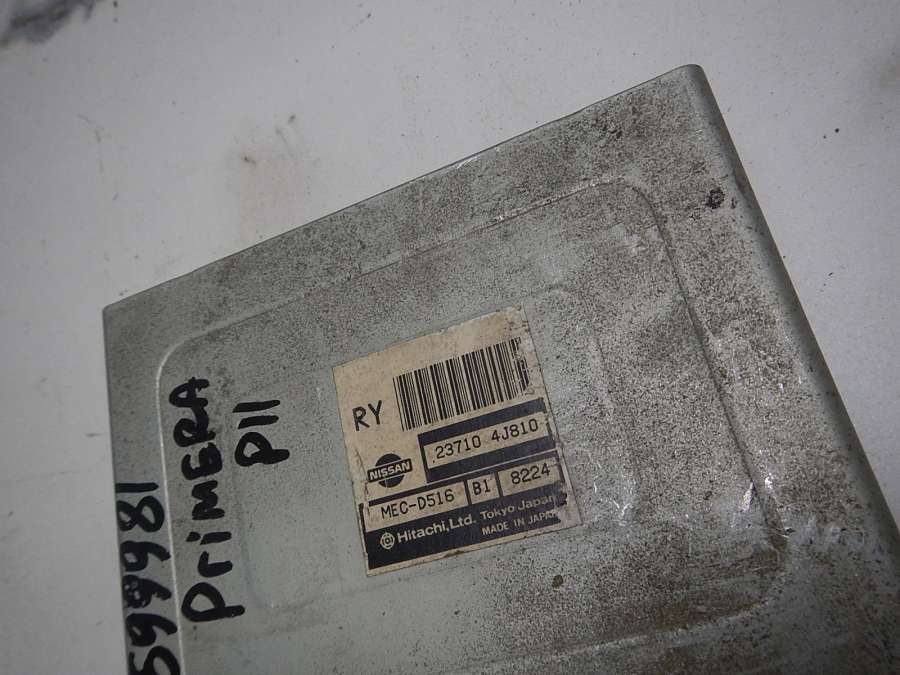 RY
23710 4J810
NISSAN
MEC-D516 B1 8224
Hitachi, Ltd. Tokyo Japan
MADE IN JAPAN
PriMERA
P11
599981